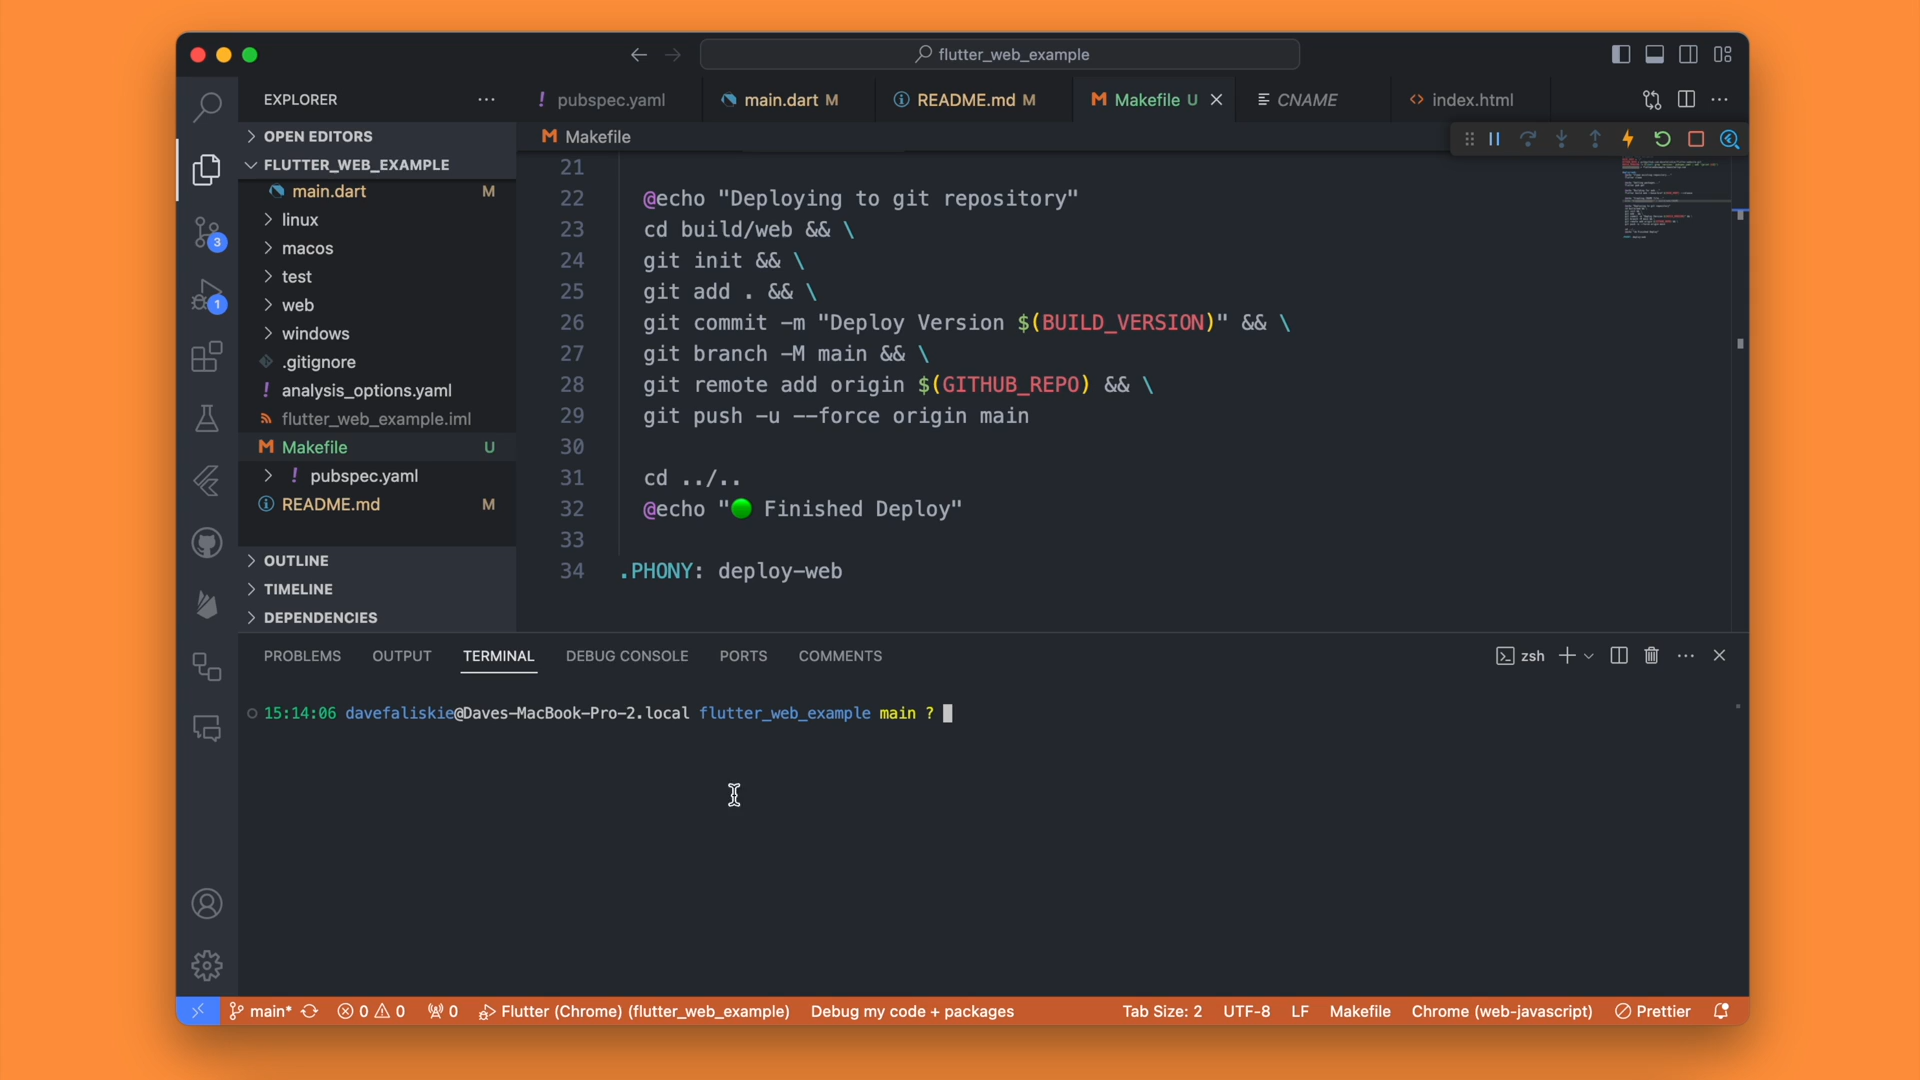 flutter_web_example
EXPLORER
pubspec.yaml
main.dart M
README.md M
Makefile U
CNAME
index.html
OPEN EDITORS
FLUTTER_WEB_EXAMPLE
main.dart M
linux
macos
test
web
windows
.gitignore
analysis_options.yaml
flutter_web_example.iml
Makefile U
pubspec.yaml
README.md M
OUTLINE
TIMELINE
DEPENDENCIES
3
1
Makefile
21
22 @echo "Deploying to git repository"
23 cd build/web && \
24 git init && \
25 git add . && \
26 git commit -m "Deploy Version $(BUILD_VERSION)" && \
27 git branch -M main && \
28 git remote add origin $(GITHUB_REPO) && \
29 git push -u --force origin main
30
31 cd ../..
32 @echo "🟢 Finished Deploy"
33
34 .PHONY: deploy-web
PROBLEMS OUTPUT TERMINAL DEBUG CONSOLE PORTS COMMENTS
zsh
15:14:06 davefaliskie@Daves-MacBook-Pro-2.local flutter_web_example main ?
main* 0 0 0 Flutter (Chrome) (flutter_web_example) Debug my code + packages Tab Size: 2 UTF-8 LF Makefile Chrome (web-javascript) Prettier